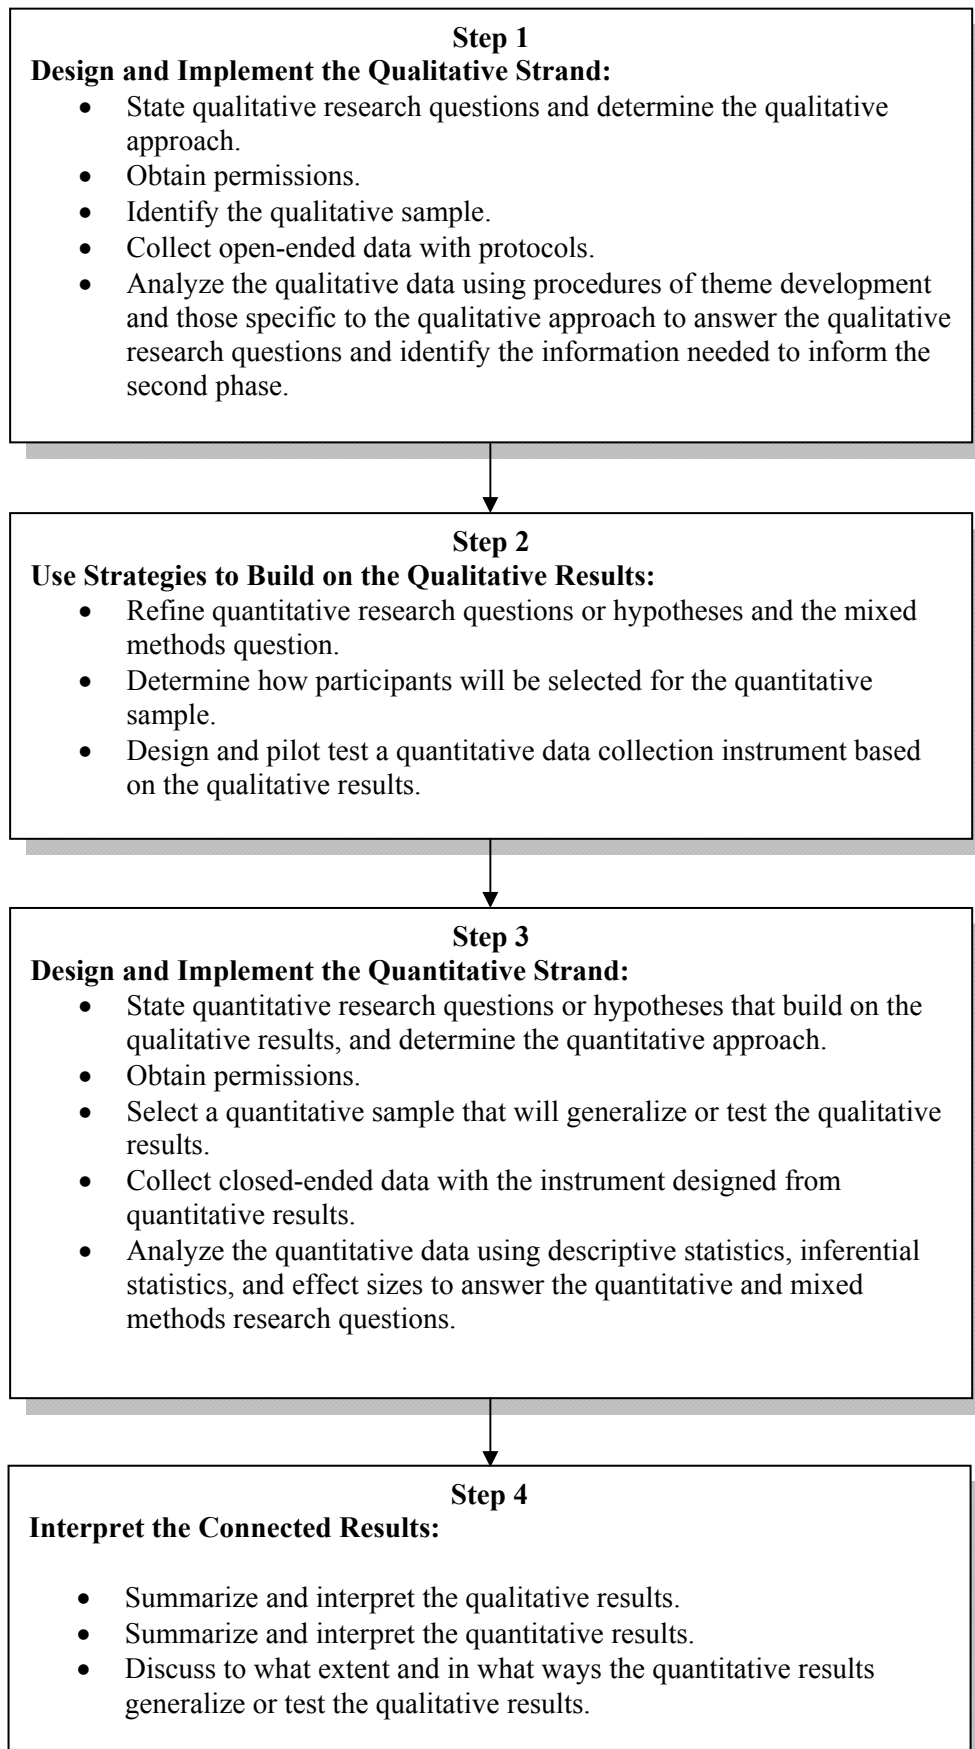 Step 1
Design and Implement the Qualitative Strand:
• State qualitative research questions and determine the qualitative
approach.
• Obtain permissions.
• Identify the qualitative sample.
• Collect open-ended data with protocols.
• Analyze the qualitative data using procedures of theme development
and those specific to the qualitative approach to answer the qualitative
research questions and identify the information needed to inform the
second phase.
Step 2
Use Strategies to Build on the Qualitative Results:
• Refine quantitative research questions or hypotheses and the mixed
methods question.
• Determine how participants will be selected for the quantitative
sample.
• Design and pilot test a quantitative data collection instrument based
on the qualitative results.
Step 3
Design and Implement the Quantitative Strand:
• State quantitative research questions or hypotheses that build on the
qualitative results, and determine the quantitative approach.
• Obtain permissions.
• Select a quantitative sample that will generalize or test the qualitative
results.
• Collect closed-ended data with the instrument designed from
quantitative results.
• Analyze the quantitative data using descriptive statistics, inferential
statistics, and effect sizes to answer the quantitative and mixed
methods research questions.
Step 4
Interpret the Connected Results:
• Summarize and interpret the qualitative results.
• Summarize and interpret the quantitative results.
• Discuss to what extent and in what ways the quantitative results
generalize or test the qualitative results.